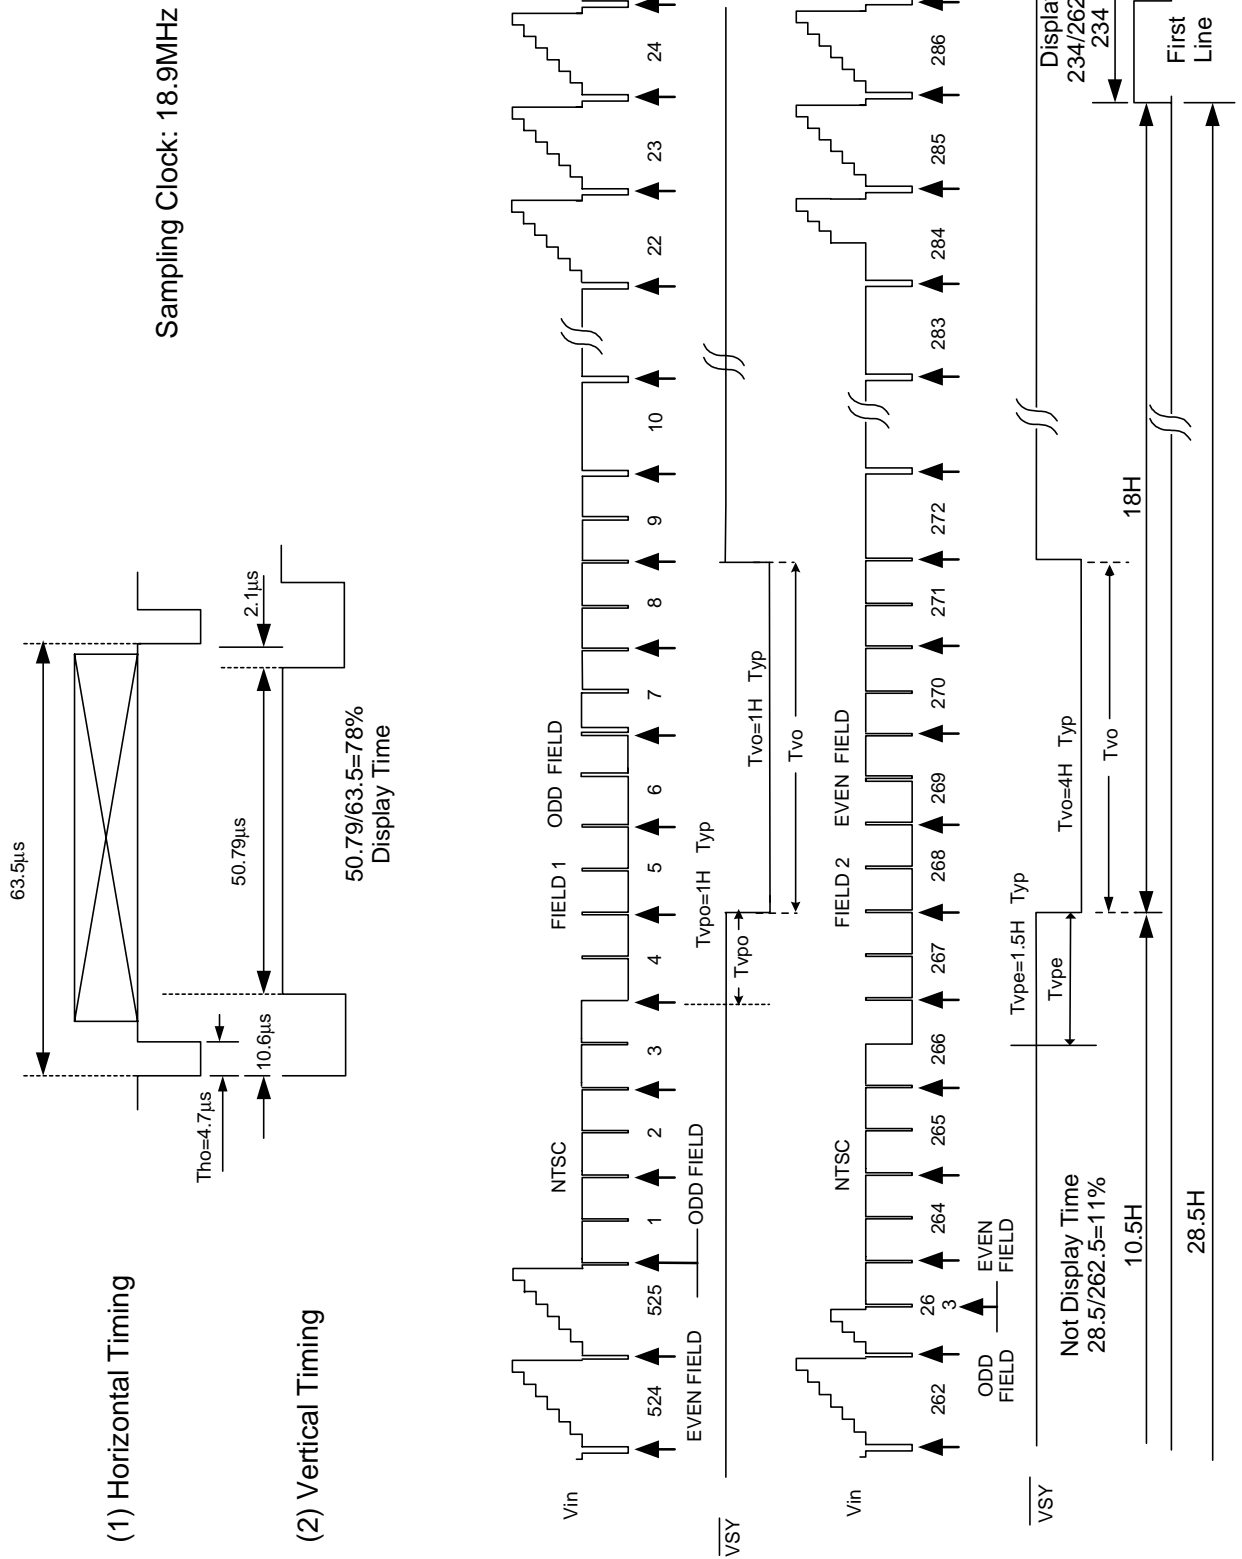 Sampling Clock: 18.9MHz
(1) Horizontal Timing
63.5µs
Tho=4.7µs
10.6µs
50.79µs
2.1µs
50.79/63.5=78%
Display Time
(2) Vertical Timing
NTSC
FIELD 1
ODD FIELD
Vin
524
525
1
2
3
4
5
6
7
8
9
10
22
23
24
EVEN FIELD
ODD FIELD
Tvpo=1H Typ
Tvpo
Tvo=1H Typ
Tvo
VSY
NTSC
FIELD 2
EVEN FIELD
Vin
262
26
3
264
265
266
267
268
269
270
271
272
283
284
285
286
ODD
FIELD
EVEN
FIELD
Tvpe=1.5H Typ
Tvpe
Tvo=4H Typ
Tvo
VSY
Not Display Time
28.5/262.5=11%
10.5H
18H
28.5H
Display
234/262
234
First
Line